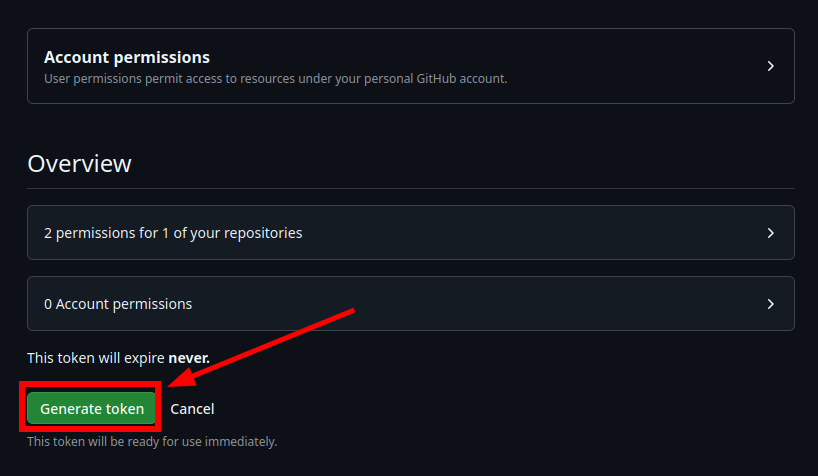 Account permissions
User permissions permit access to resources under your personal GitHub account.
Overview
2 permissions for 1 of your repositories
0 Account permissions
This token will expire never.
Generate token Cancel
This token will be ready for use immediately.